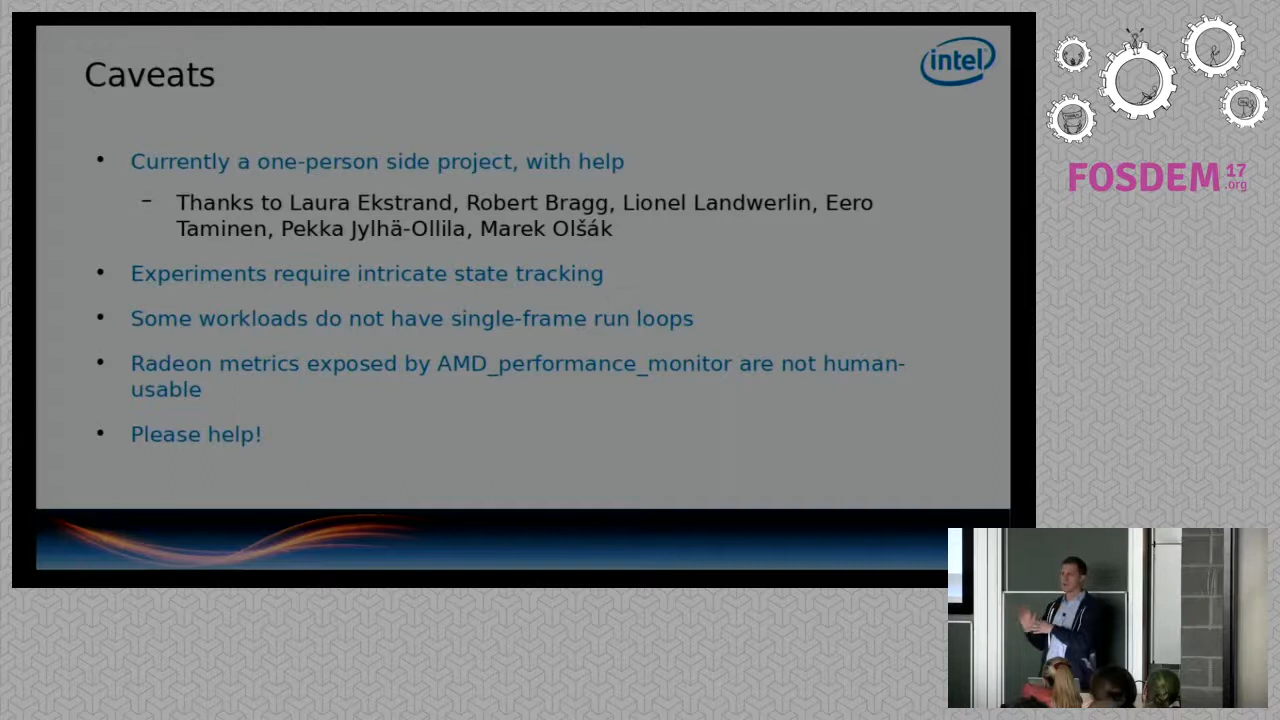 Caveats
intel
• Currently a one-person side project, with help
– Thanks to Laura Ekstrand, Robert Bragg, Lionel Landwerlin, Eero
Taminen, Pekka Jylhä-Ollila, Marek Olšák
• Experiments require intricate state tracking
• Some workloads do not have single-frame run loops
• Radeon metrics exposed by AMD_performance_monitor are not human-
usable
• Please help!
FOSDEM 17
.org